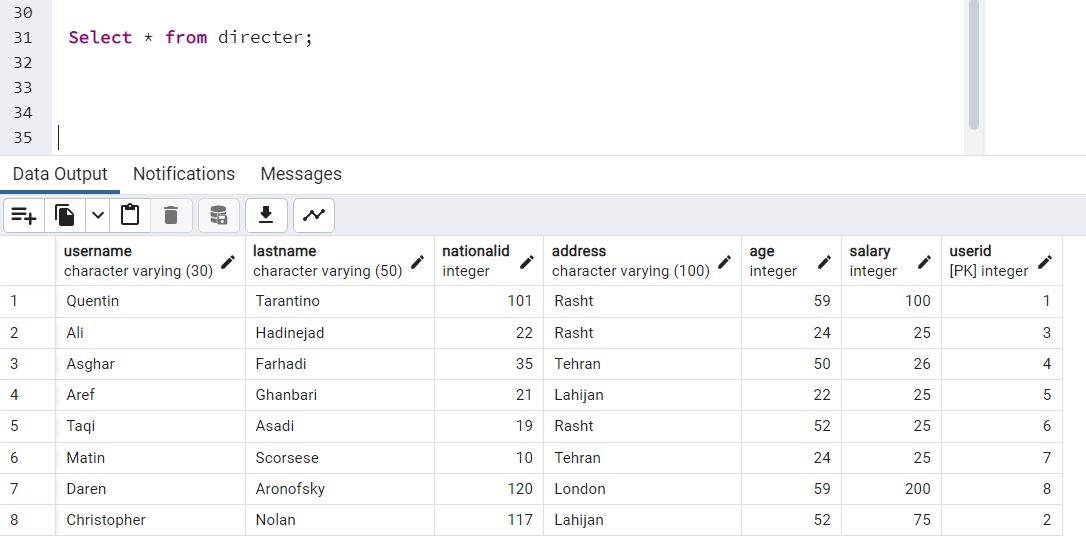 30
31 Select * from directer;
32
33
34
35
Data Output Notifications Messages
username lastname nationalid address age salary userid
character varying (30) character varying (50) integer character varying (100) integer integer [PK] integer
1 Quentin Tarantino 101 Rasht 59 100 1
2 Ali Hadinejad 22 Rasht 24 25 3
3 Asghar Farhadi 35 Tehran 50 26 4
4 Aref Ghanbari 21 Lahijan 22 25 5
5 Taqi Asadi 19 Rasht 52 25 6
6 Matin Scorsese 10 Tehran 24 25 7
7 Daren Aronofsky 120 London 59 200 8
8 Christopher Nolan 117 Lahijan 52 75 2